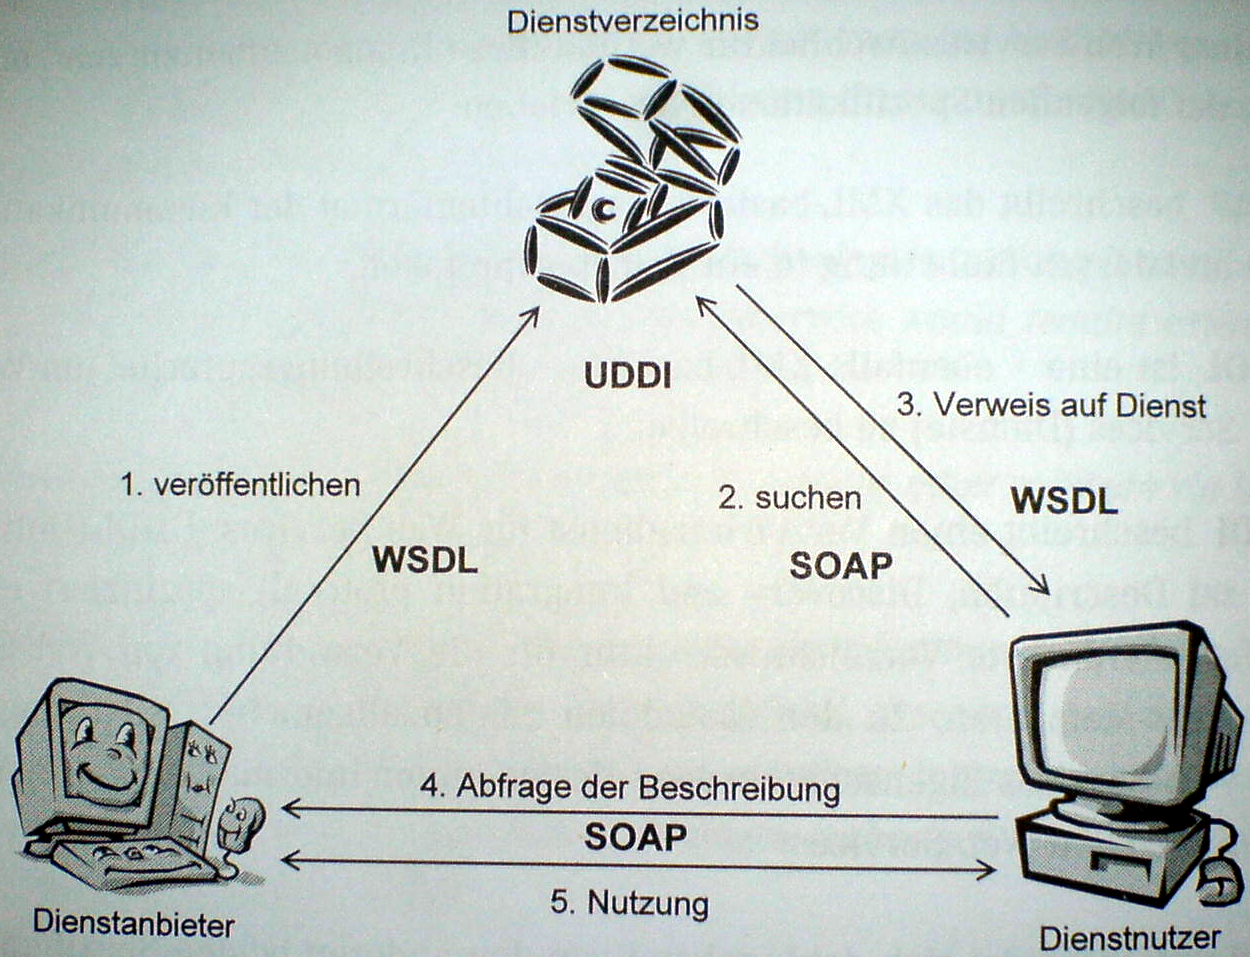 Dienstverzeichnis
C
UDDI
3. Verweis auf Dienst
1. veröffentlichen
2. suchen
WSDL
WSDL
SOAP
4. Abfrage der Beschreibung
SOAP
5. Nutzung
Dienstanbieter
Dienstnutzer